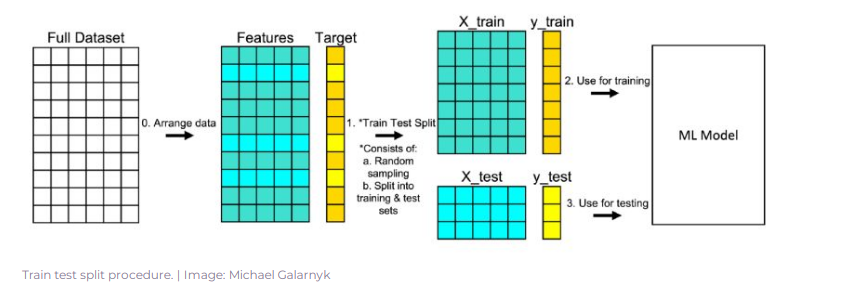 Full Dataset
Features
Target
X_train
y_train
0. Arrange data
1. *Train Test Split
*Consists of:
a. Random
sampling
b. Split into
training & test
sets
2. Use for training
ML Model
X_test
y_test
3. Use for testing
Train test split procedure. | Image: Michael Galarnyk